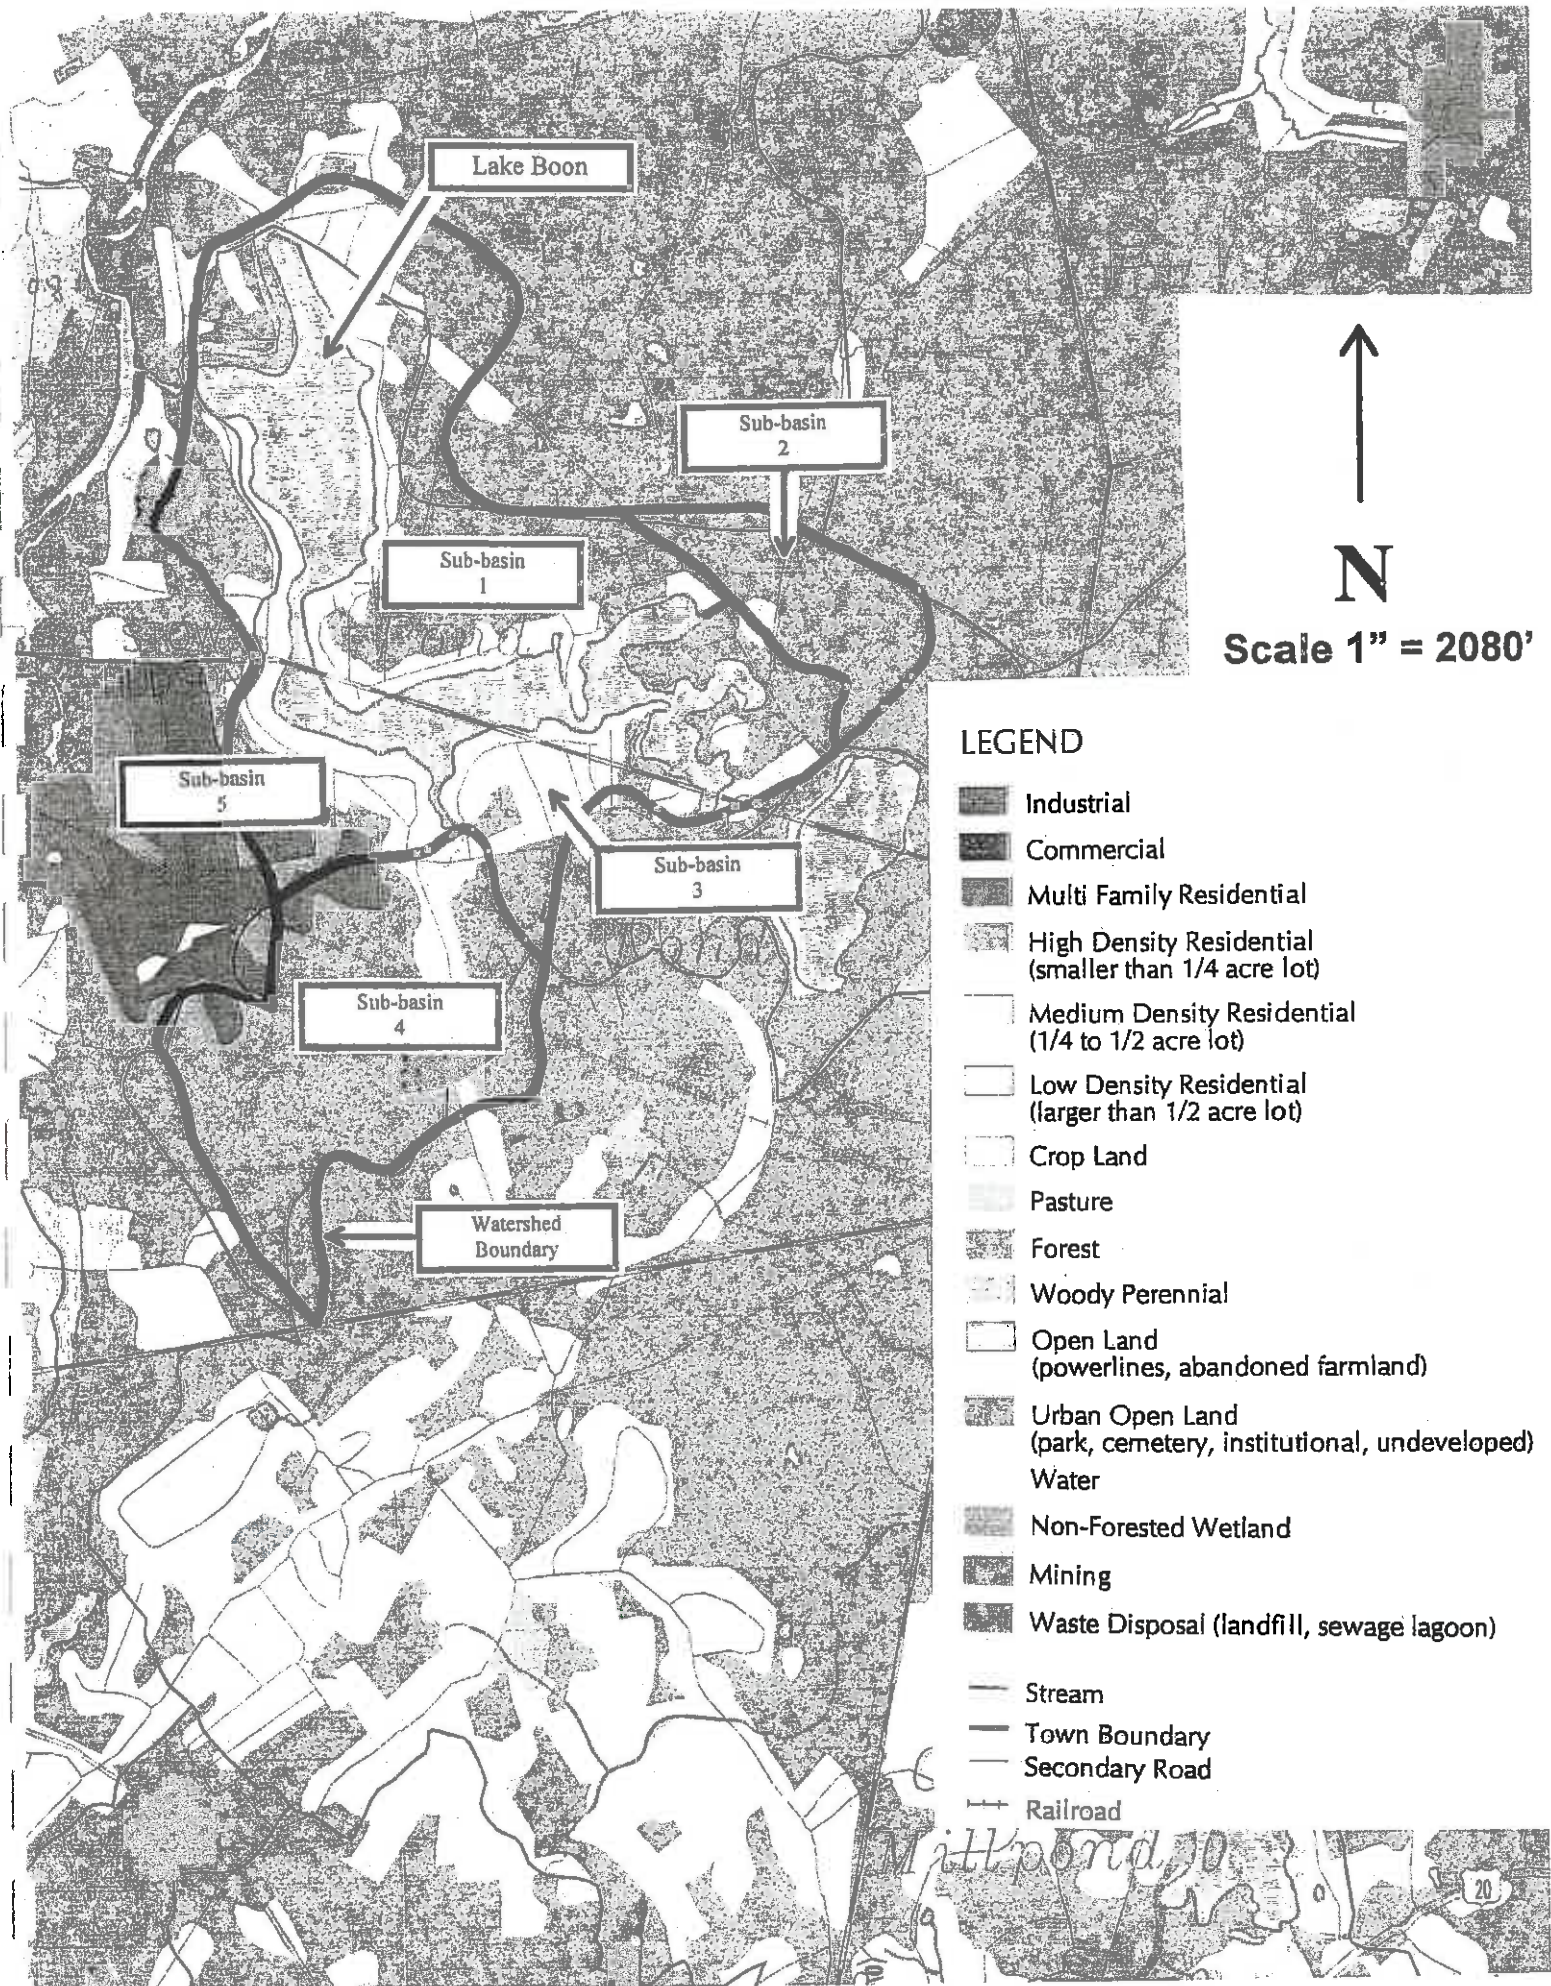 Lake Boon
Sub-basin
2
Sub-basin
1
N
Scale 1” = 2080’
LEGEND
Industrial
Commercial
Multi Family Residential
High Density Residential
(smaller than 1/4 acre lot)
Medium Density Residential
(1/4 to 1/2 acre lot)
Low Density Residential
(larger than 1/2 acre lot)
Crop Land
Pasture
Forest
Woody Perennial
Open Land
(powerlines, abandoned farmland)
Urban Open Land
(park, cemetery, institutional, undeveloped)
Water
Non-Forested Wetland
Mining
Waste Disposal (landfill, sewage lagoon)
Stream
Town Boundary
Secondary Road
Railroad
Sub-basin
5
Sub-basin
3
Sub-basin
4
Watershed
Boundary
Millpond
20